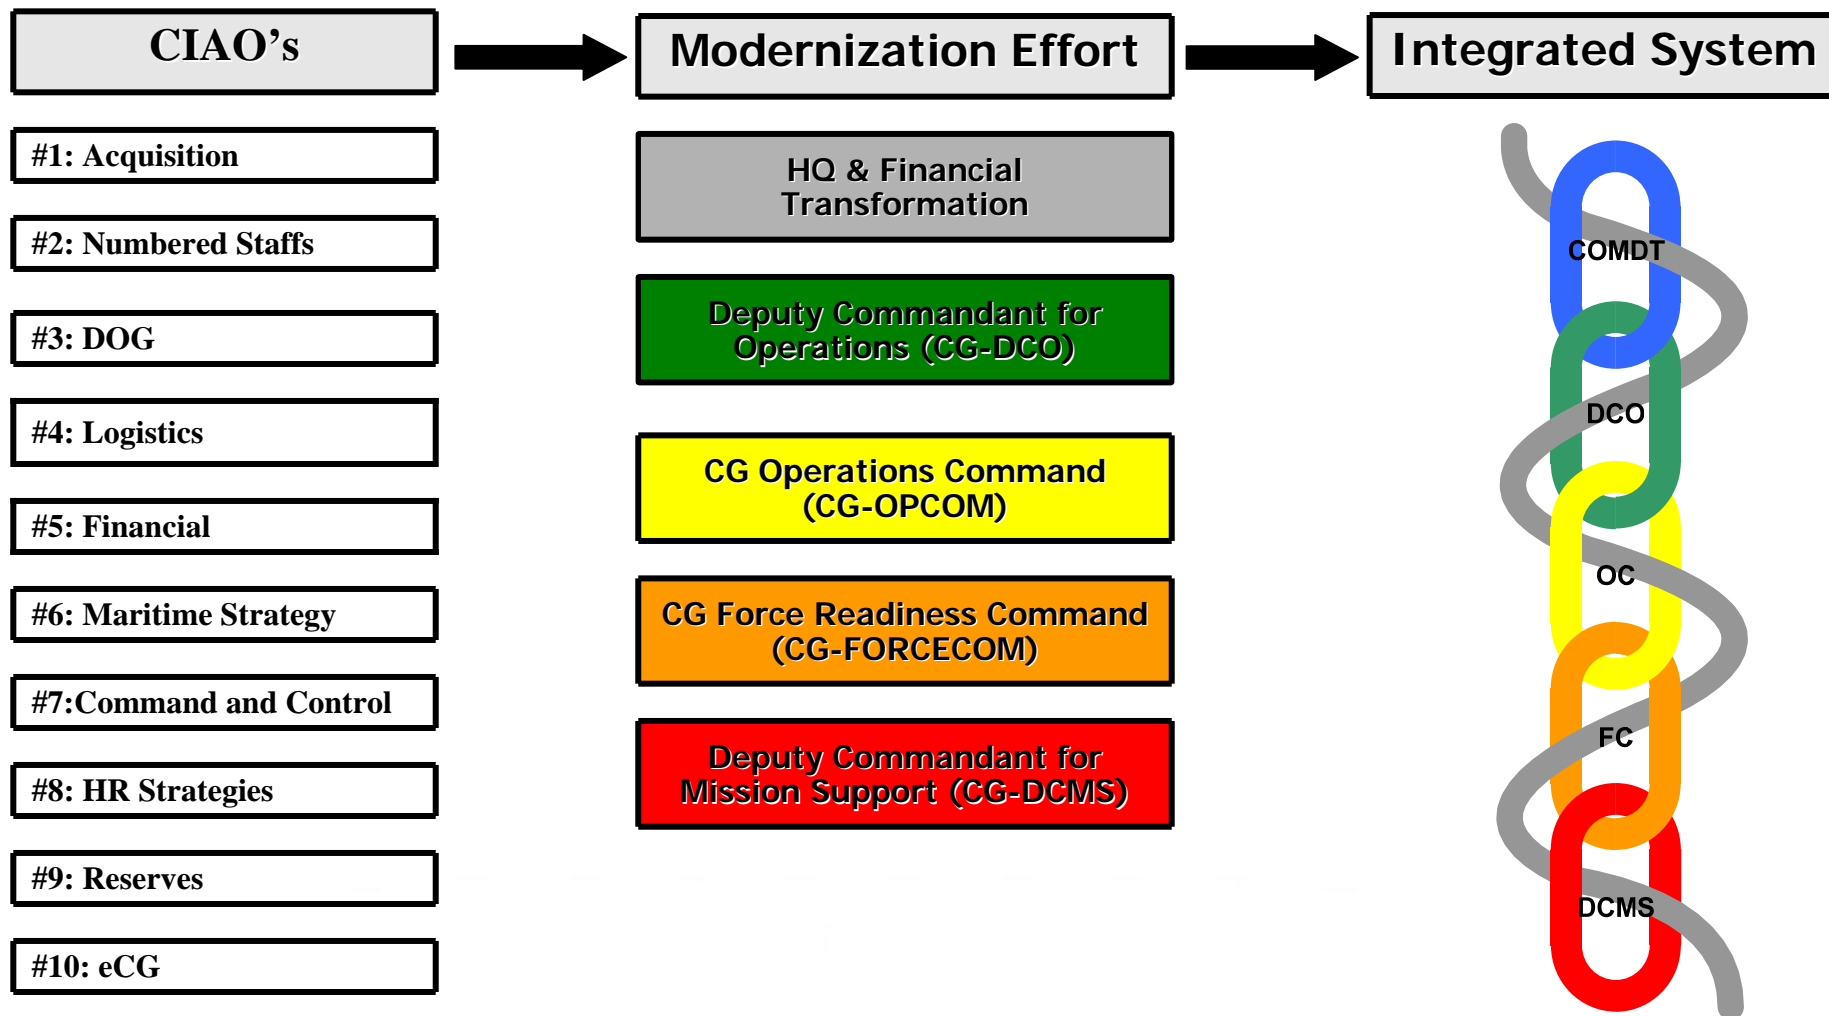 CIAO’s
Modernization Effort
Integrated System
#1: Acquisition
#2: Numbered Staffs
#3: DOG
#4: Logistics
#5: Financial
#6: Maritime Strategy
#7:Command and Control
#8: HR Strategies
#9: Reserves
#10: eCG
HQ & Financial
Transformation
Deputy Commandant for
Operations (CG-DCO)
CG Operations Command
(CG-OPCOM)
CG Force Readiness Command
(CG-FORCECOM)
Deputy Commandant for
Mission Support (CG-DCMS)
COMDT
DCO
OC
FC
DCMS